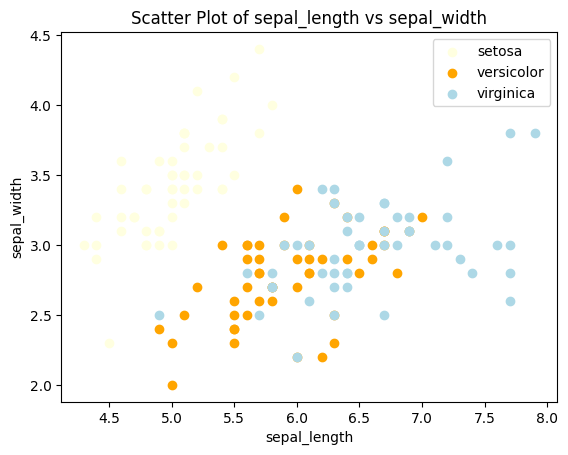 Scatter Plot of sepal_length vs sepal_width
4.5
4.0
3.5
3.0
2.5
2.0
sepal_width
setosa
versicolor
virginica
4.5 5.0 5.5 6.0 6.5 7.0 7.5 8.0
sepal_length